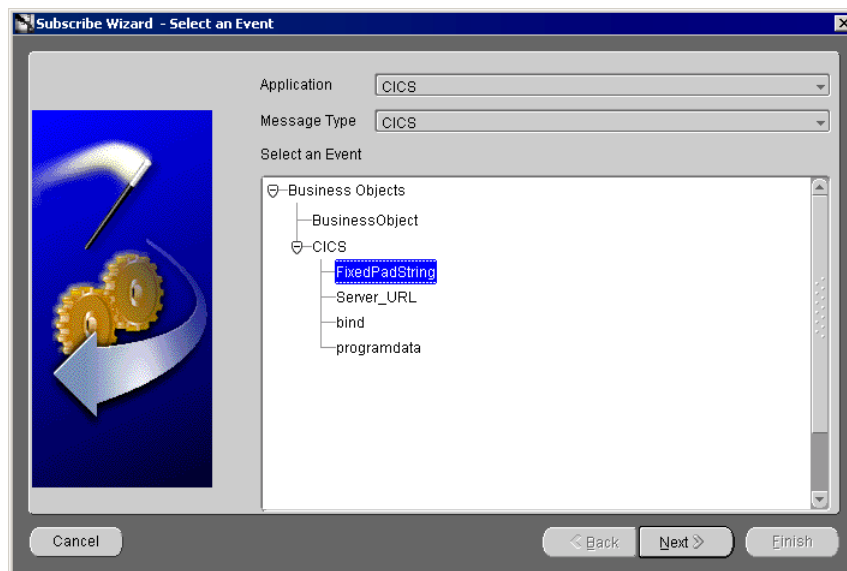 Subscribe Wizard - Select an Event
Application CICS
Message Type CICS
Select an Event
Business Objects
BusinessObject
CICS
FixedPadString
Server_URL
bind
programdata
Cancel Back Next Finish